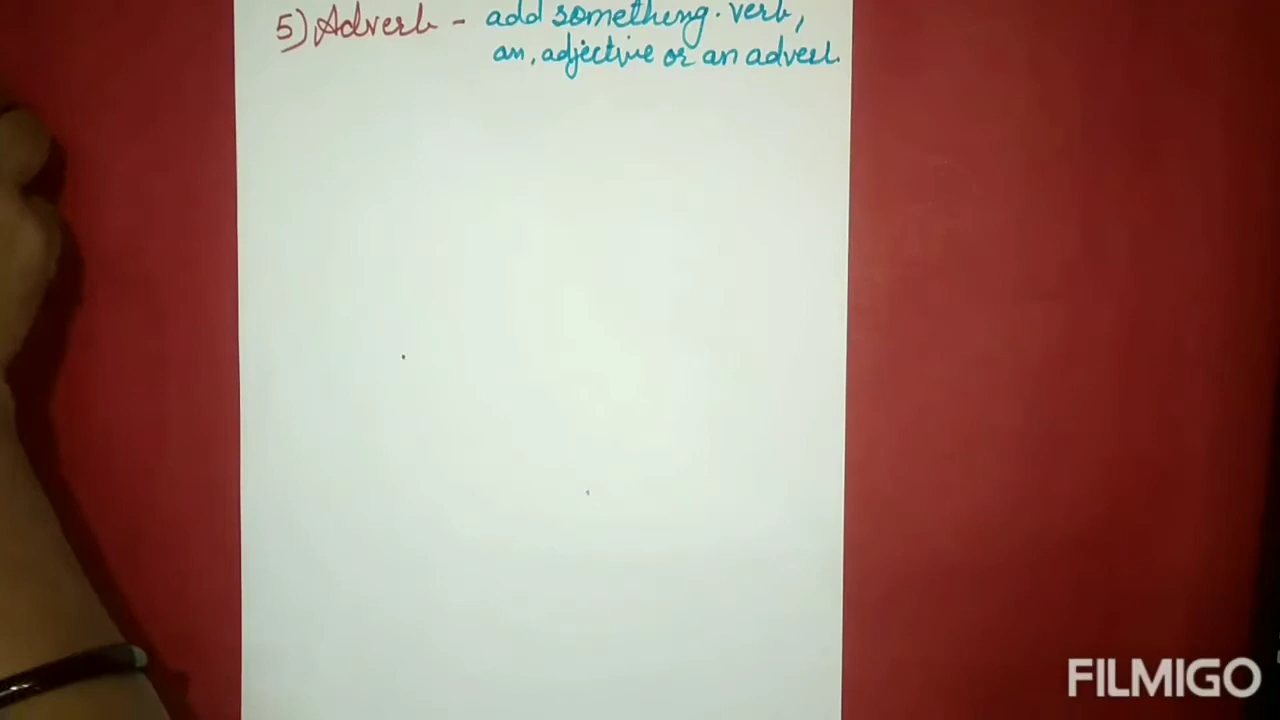 5) Adverb - add something. verb,
an, adjective or an adverb.
FILMIGO